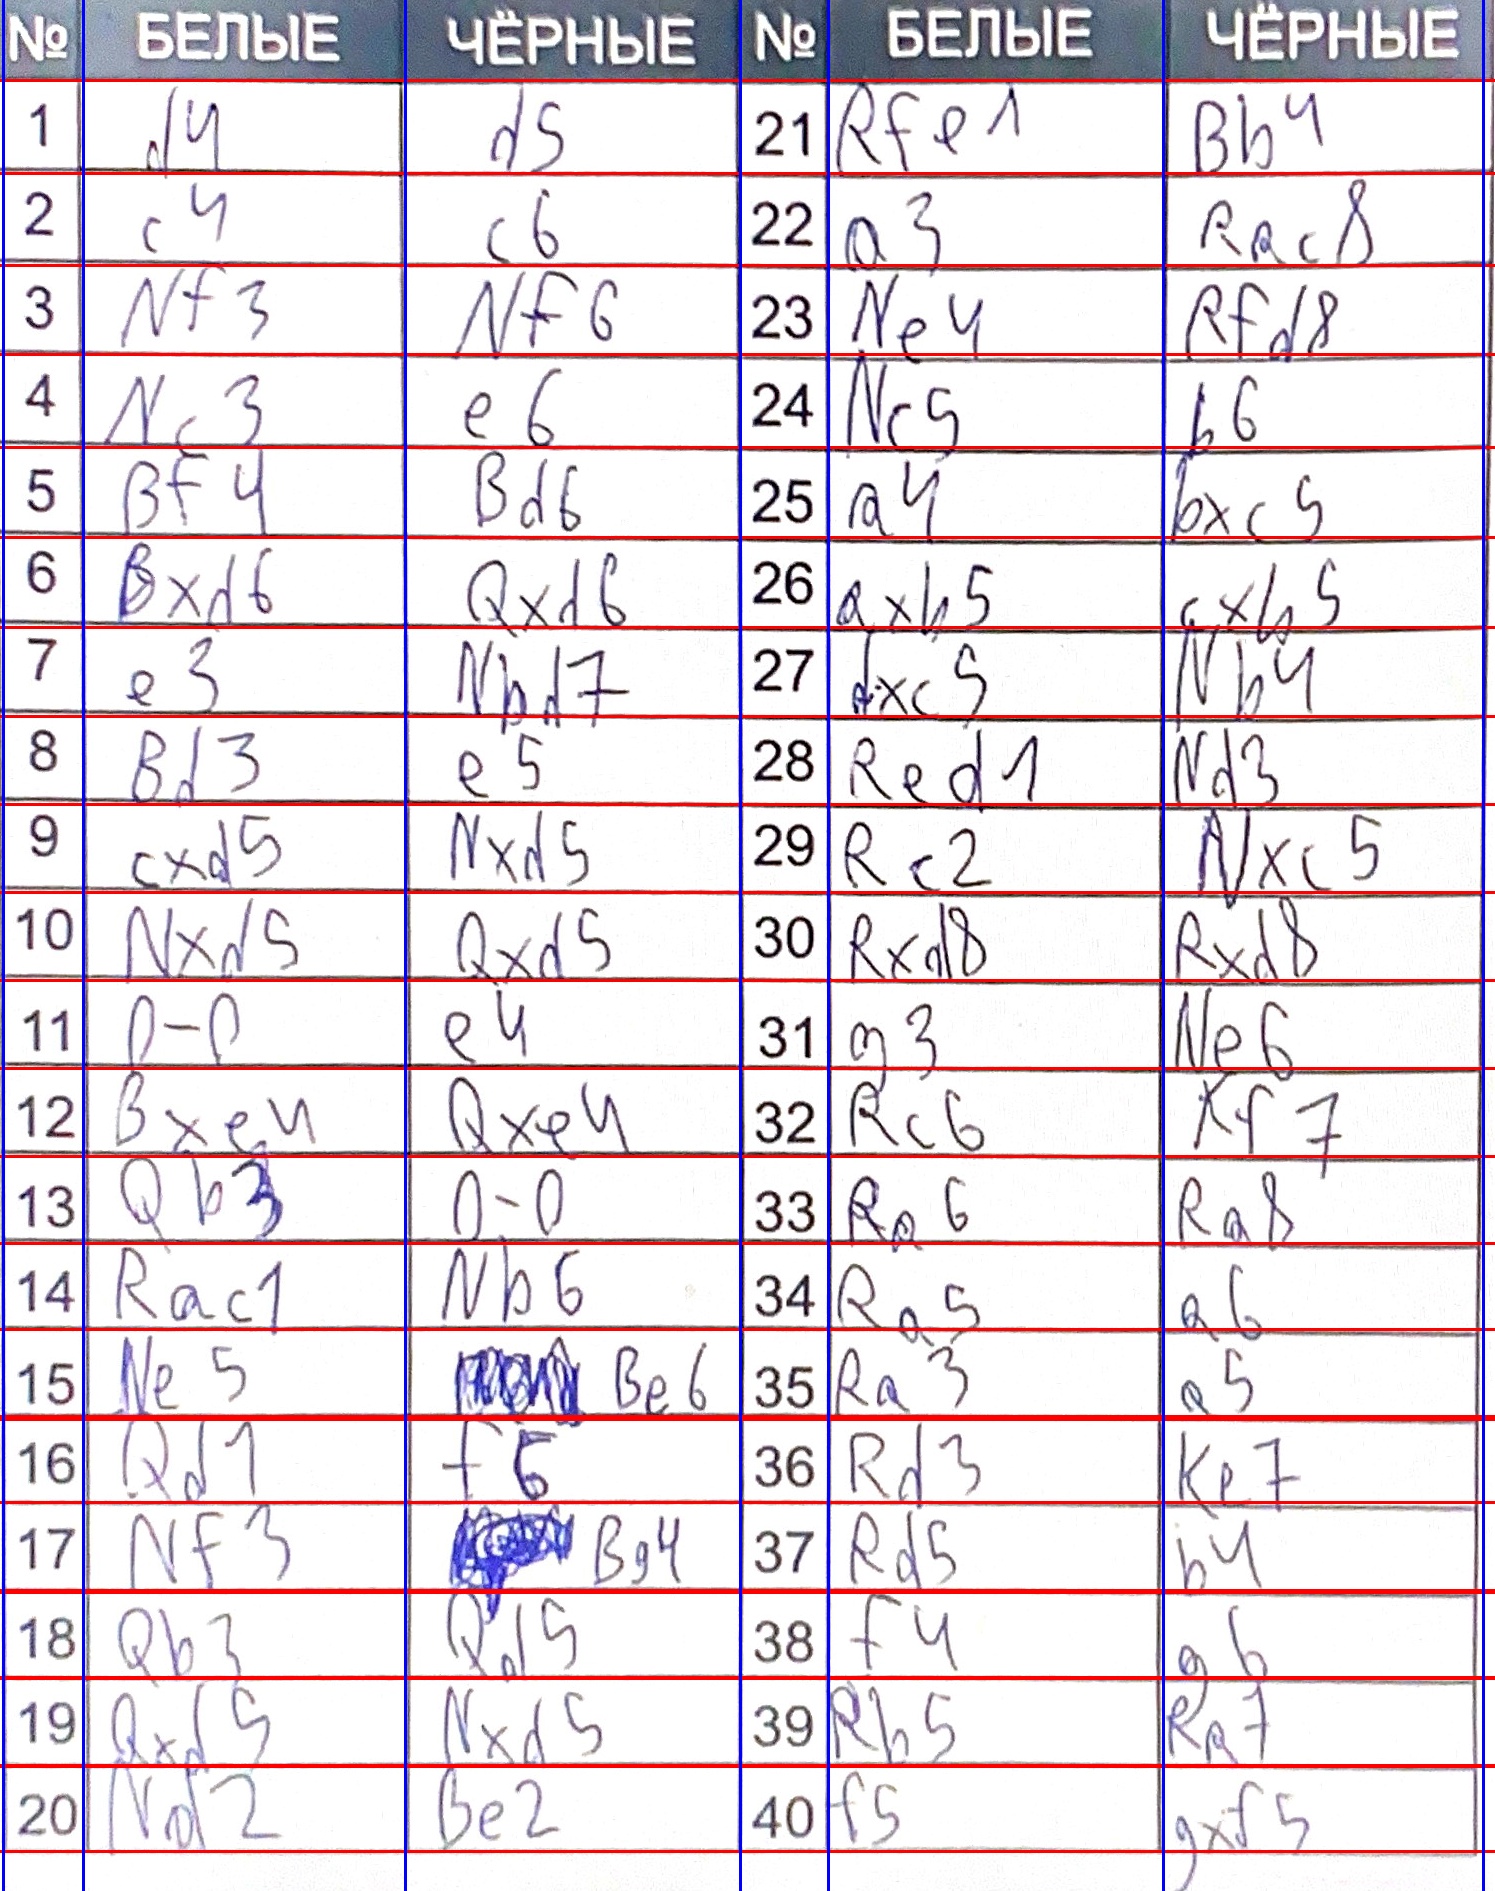 № БЕЛЫЕ ЧЁРНЫЕ № БЕЛЫЕ ЧЁРНЫЕ
1 d4 d5 21 Rfe1 Bb4
2 c4 c6 22 a3 Rac8
3 Nf3 Nf6 23 Ne4 Rfd8
4 Nc3 e6 24 Nc5 b6
5 Bf4 Bd6 25 a4 bxc5
6 Bxd6 Qxd6 26 axb5 cxb5
7 e3 Nbd7 27 dxc5 Nb4
8 Bd3 e5 28 Red1 Nd3
9 cxd5 Nxd5 29 Rc2 Nxc5
10 Nxd5 Qxd5 30 Rxd8 Rxd8
11 0-0 e4 31 g3 Ne6
12 Bxe4 Qxe4 32 Rc6 Kf7
13 Qb3 0-0 33 Ra6 Ra8
14 Rac1 Nb6 34 Ra5 a6
15 Ne5 Be6 35 Ra3 a5
16 Qd1 f6 36 Rd3 Ke7
17 Nf3 Bg4 37 Rd5 b4
18 Qb3 Qd5 38 f4 g6
19 Qxd5 Nxd5 39 Rb5 Ra7
20 Nd2 Be2 40 f5 gxf5